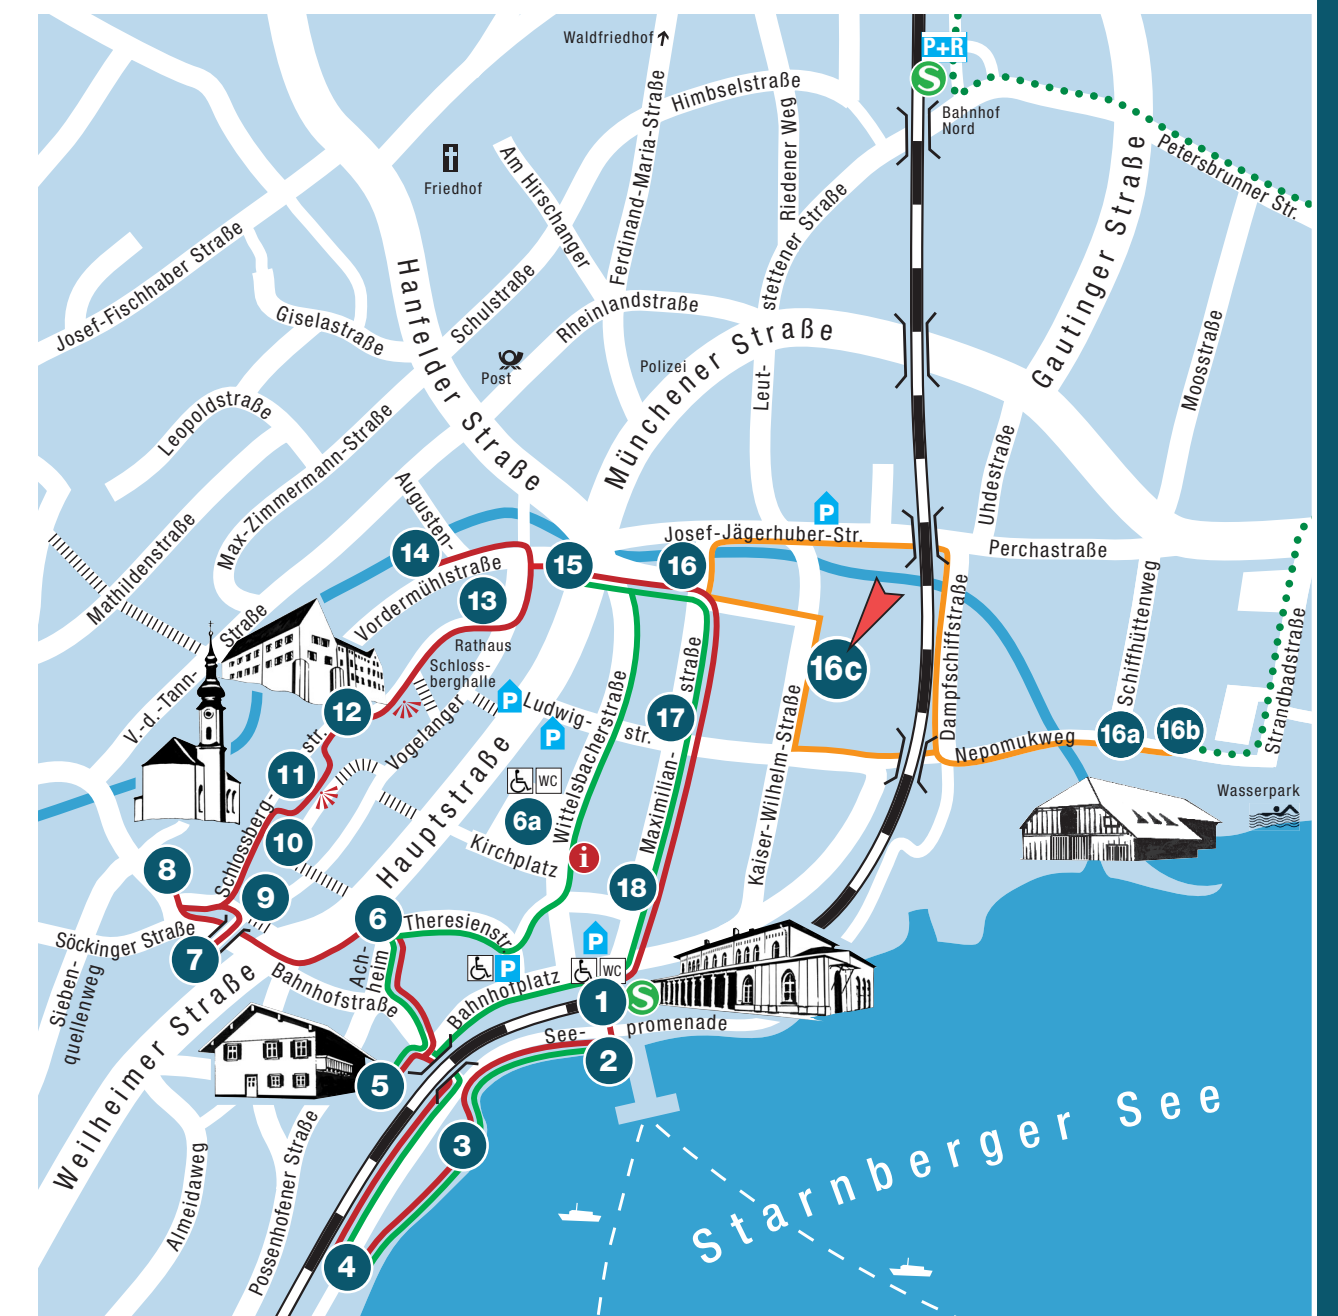 Waldfriedhof
P+R
S
Bahnhof
Nord
Himbselstraße
Petersbrunner Str.
Friedhof
Am Hirschanger
Ferdinand-Maria-Straße
Riedener Weg
Leut-
stettener Straße
Gautinger Straße
Josef-Fischhaber Straße
Giselastraße
Hanfelder Straße
Schulstraße
Rheinlandstraße
Münchener Straße
Moosstraße
Post
Polizei
Leopoldstraße
Max-Zimmermann-Straße
Augusten-
Uhdestraße
Mathildenstraße
P
Josef-Jägerhuber-Str.
Perchastraße
14
15
16
Vordermühlstraße
13
Schiffhüttenweg
Dampfschiffstraße
Strandbadstraße
V.-d.-Tann-
Straße
Rathaus
Schloss-
berghalle
16c
P
Ludwig-
str.
P
12
17
16a
16b
Nepomukweg
Vogelanger
Hauptstraße
Wittelsbacherstraße
Maximilian-
straße
Kaiser-Wilhelm-Straße
11
Schlossberg-
str.
WC
6a
Wasserpark
10
Kirchplatz
i
8
9
18
6
Theresienstr.
P
Söckinger Straße
7
Sieben-
quellenweg
Bahnhofstraße
Ach-
heim
P
WC
Bahnhofplatz
1
S
See-
promenade
2
Weilheimer Straße
5
3
Starnberger See
Almeidaweg
Possenhofener Straße
4